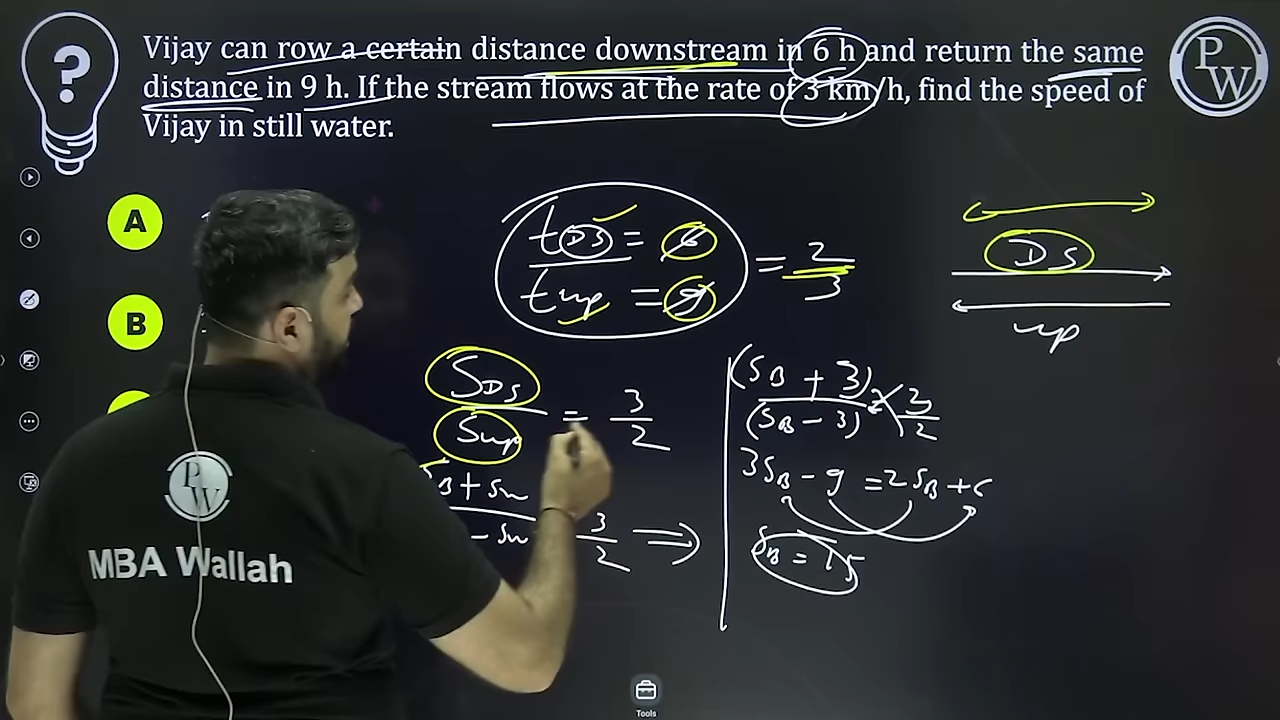 Vijay can row a certain distance downstream in 6 h and return the same
distance in 9 h. If the stream flows at the rate of 3 km/h, find the speed of
Vijay in still water.
P
W
A
B
tDS = 6
tup = 9
= 2/3
DS
up
SDS
Sup
= 3/2
B + Sw
- Sw
3/2 ⟹
(SB + 3)
(SB - 3)
3/2
3SB - 9 = 2SB + 6
SB = 15
P
W
MBA Wallah
Tools